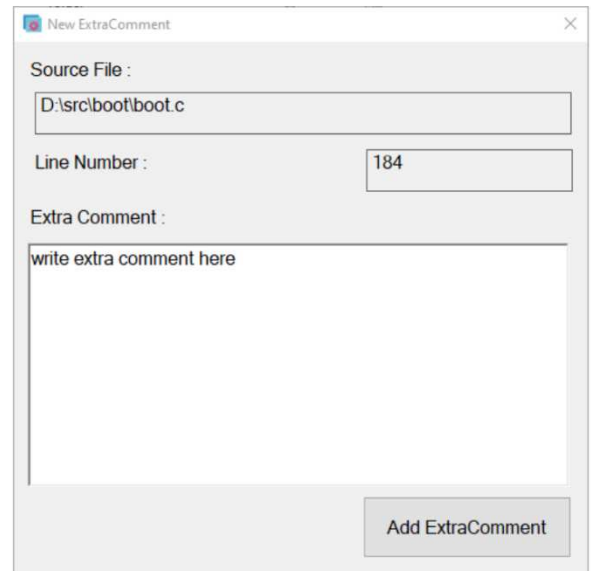 New ExtraComment
Source File :
D:\src\boot\boot.c
Line Number :
184
Extra Comment :
write extra comment here
Add ExtraComment